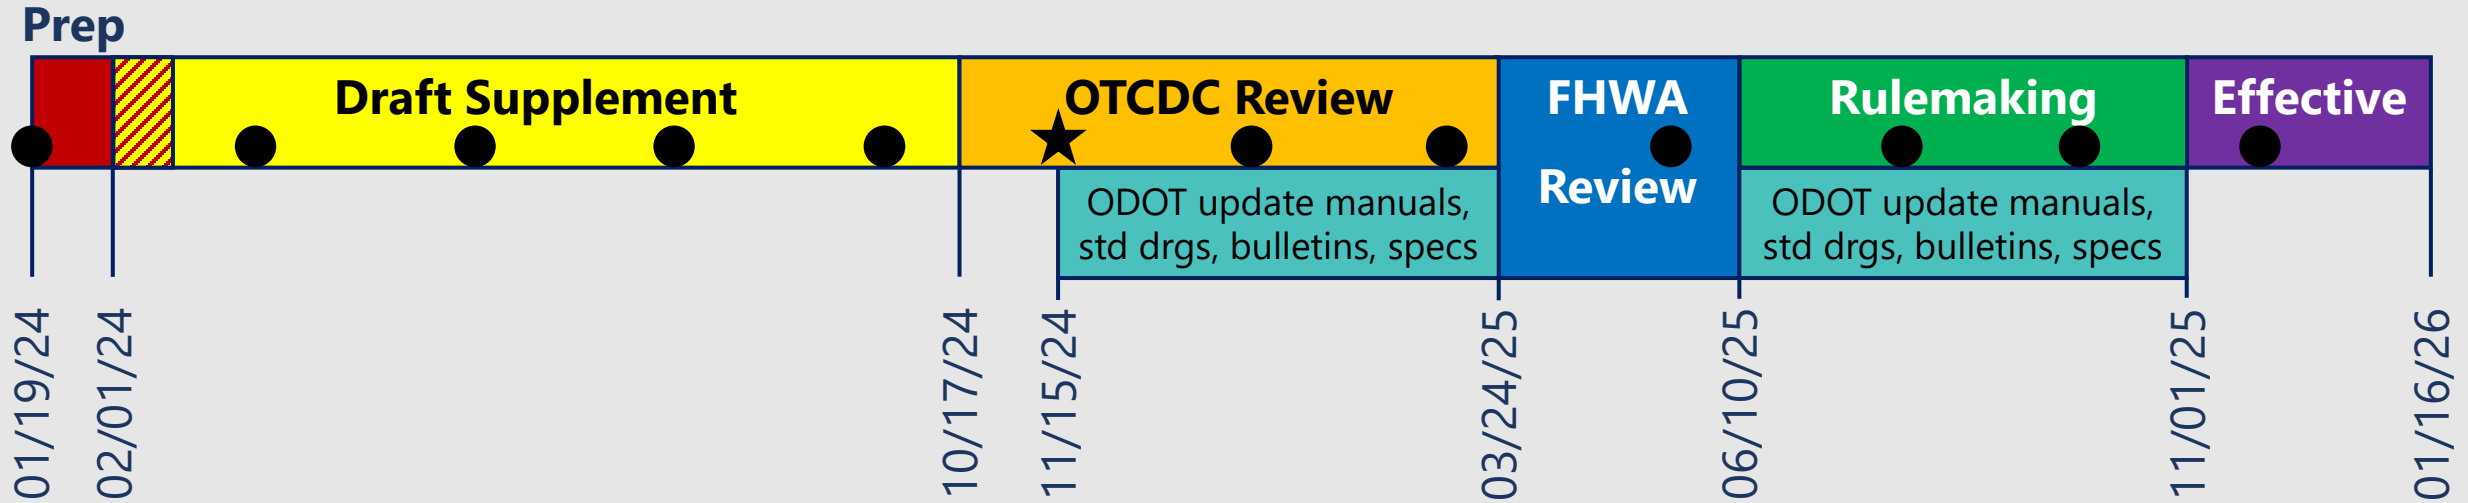 Prep
Draft Supplement
OTCDC Review
FHWA
Review
Rulemaking
Effective
ODOT update manuals,
std drgs, bulletins, specs
ODOT update manuals,
std drgs, bulletins, specs
01/19/24
02/01/24
10/17/24
11/15/24
03/24/25
06/10/25
11/01/25
01/16/26